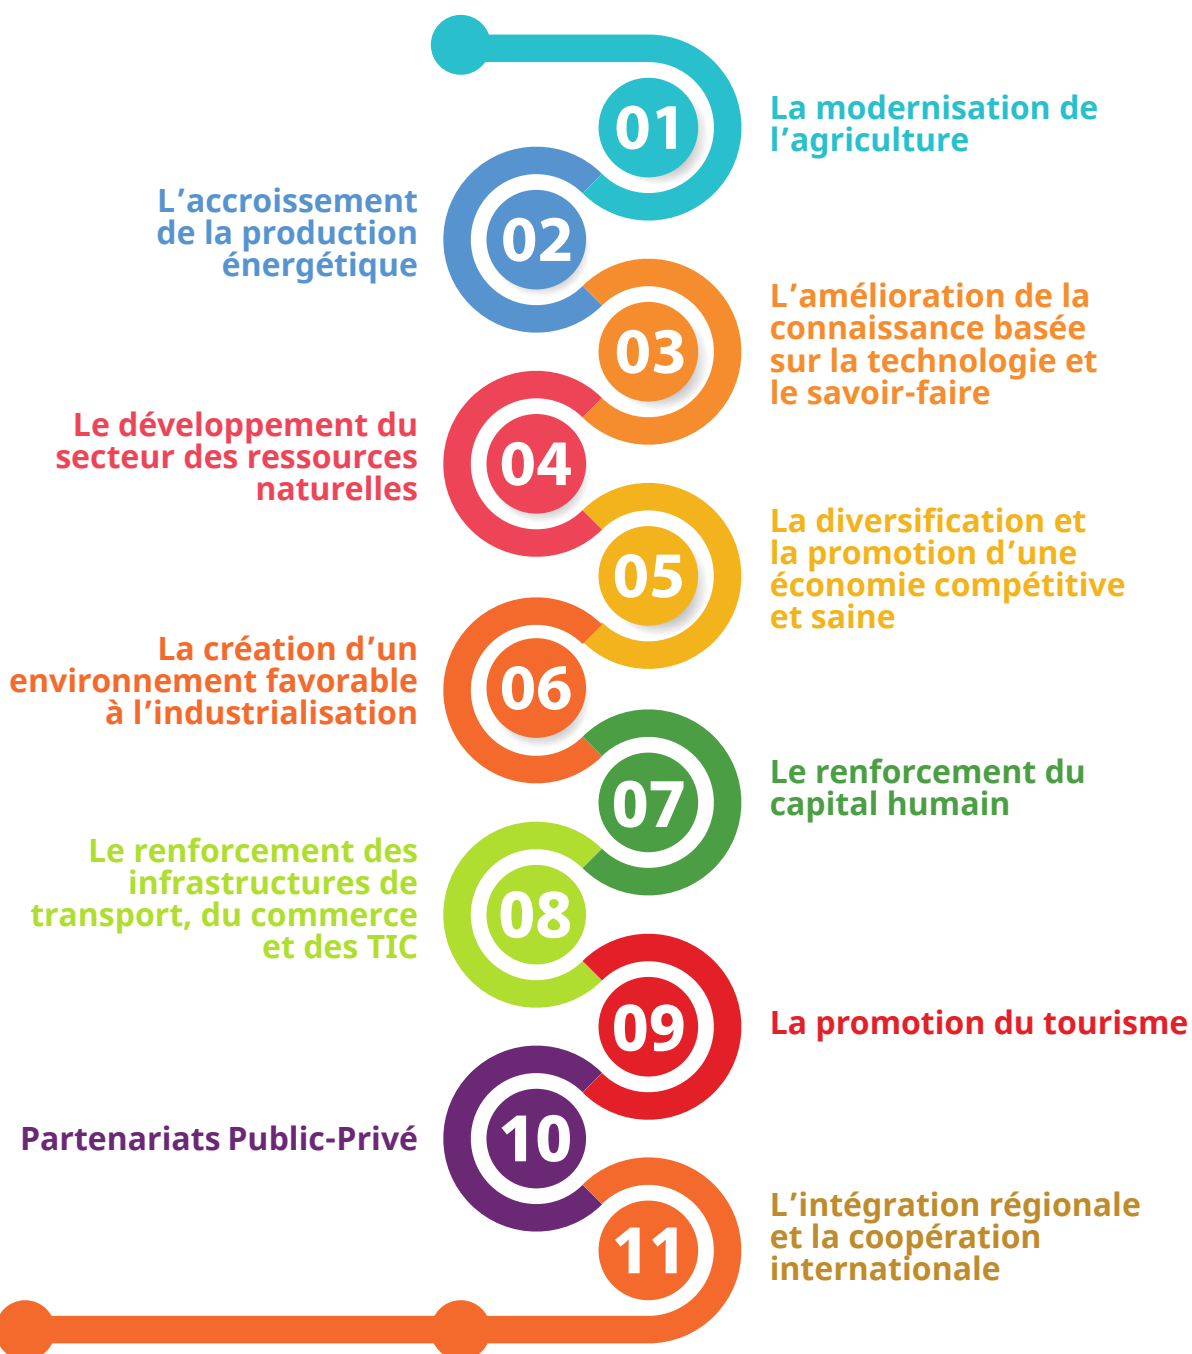 01
La modernisation de
l’agriculture
L’accroissement
de la production
énergétique
02
L’amélioration de la
connaissance basée
sur la technologie et
le savoir-faire
03
Le développement du
secteur des ressources
naturelles
04
La diversification et
la promotion d’une
économie compétitive
et saine
05
La création d’un
environnement favorable
à l’industrialisation
06
Le renforcement du
capital humain
07
Le renforcement des
infrastructures de
transport, du commerce
et des TIC
08
La promotion du tourisme
09
Partenariats Public-Privé
10
L’intégration régionale
et la coopération
internationale
11